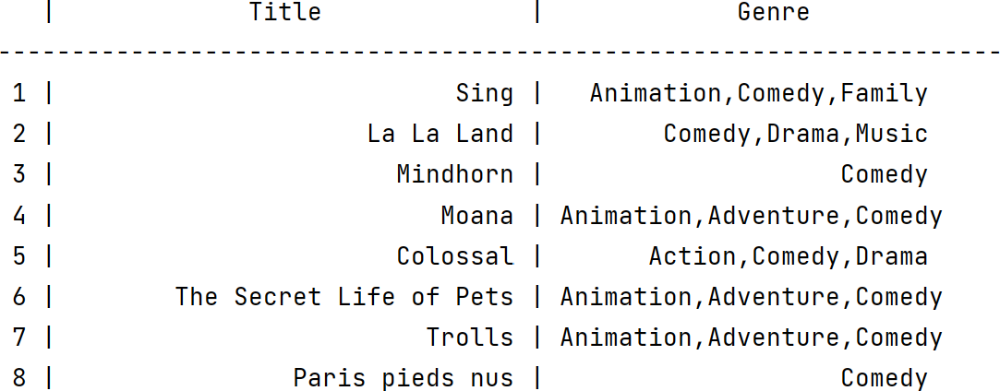 | Title | Genre
--------------------------------------------------------------------
1 | Sing | Animation,Comedy,Family
2 | La La Land | Comedy,Drama,Music
3 | Mindhorn | Comedy
4 | Moana | Animation,Adventure,Comedy
5 | Colossal | Action,Comedy,Drama
6 | The Secret Life of Pets | Animation,Adventure,Comedy
7 | Trolls | Animation,Adventure,Comedy
8 | Paris pieds nus | Comedy